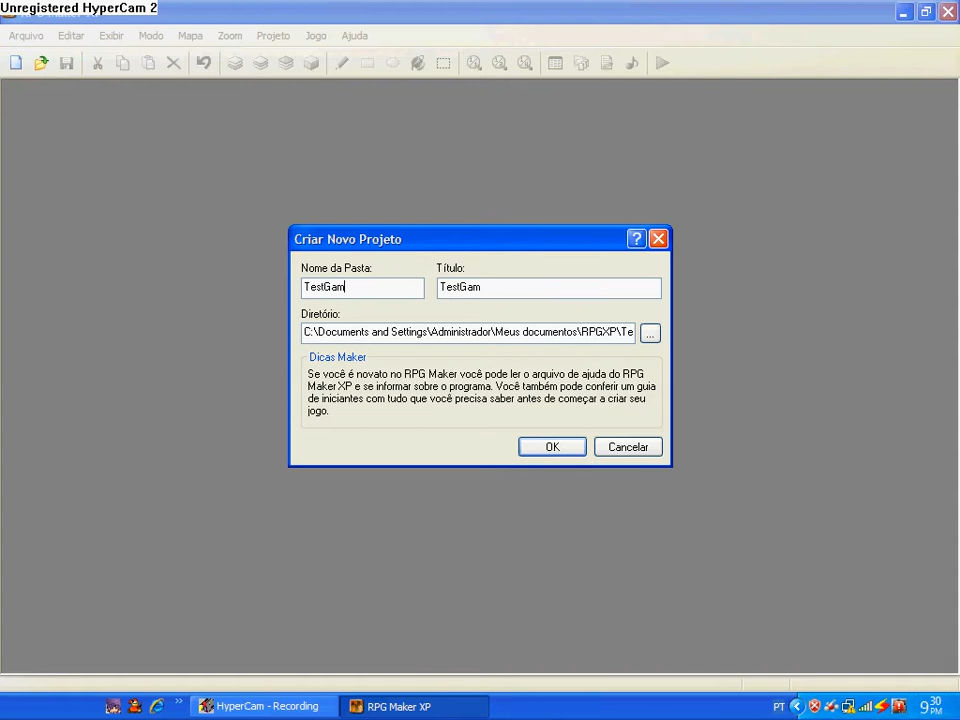 Unregistered HyperCam 2
Arquivo Editar Exibir Modo Mapa Zoom Projeto Jogo Ajuda
Criar Novo Projeto
Nome da Pasta: Título:
TestGam TestGam
Diretório:
C:\Documents and Settings\Administrador\Meus documentos\RPGXP\Te ...
Dicas Maker
Se você é novato no RPG Maker você pode ler o arquivo de ajuda do RPG
Maker XP e se informar sobre o programa. Você também pode conferir um guia
de iniciantes com tudo que você precisa saber antes de começar a criar seu
jogo.
OK Cancelar
HyperCam - Recording RPG Maker XP PT 9 30 PM